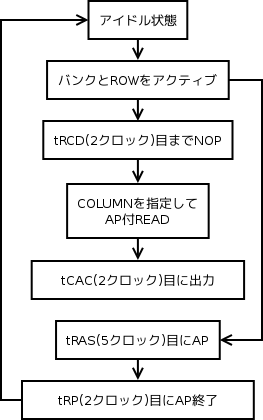 アイドル状態
バンクとROWをアクティブ
tRCD(2クロック)目までNOP
COLUMNを指定して
AP付READ
tCAC(2クロック)目に出力
tRAS(5クロック)目にAP
tRP(2クロック)目にAP終了